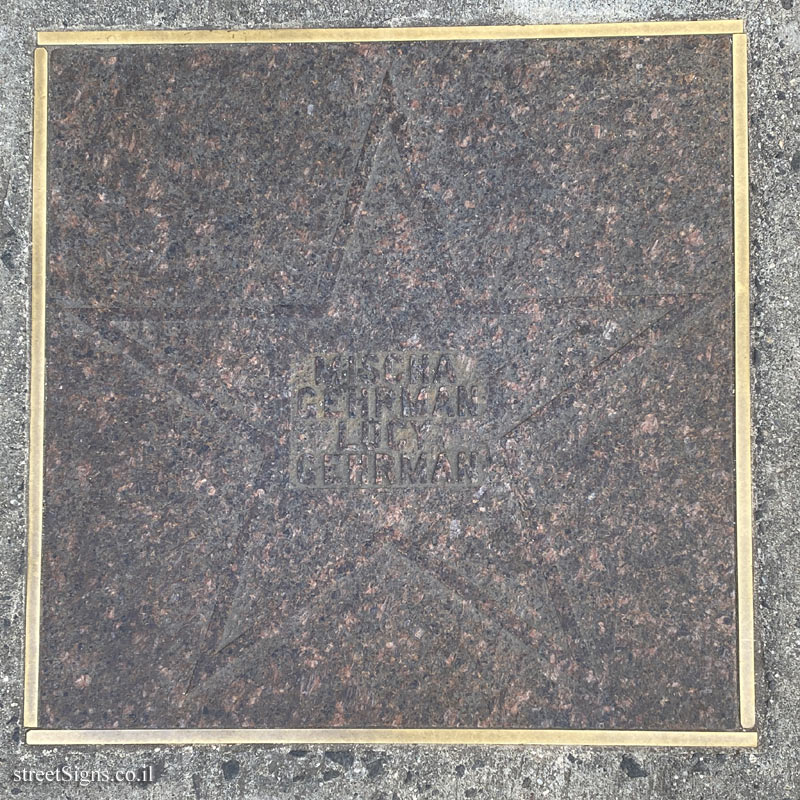 MISCHA
GEHRMAN
LUCY
GEHRMAN
streetSigns.co.il